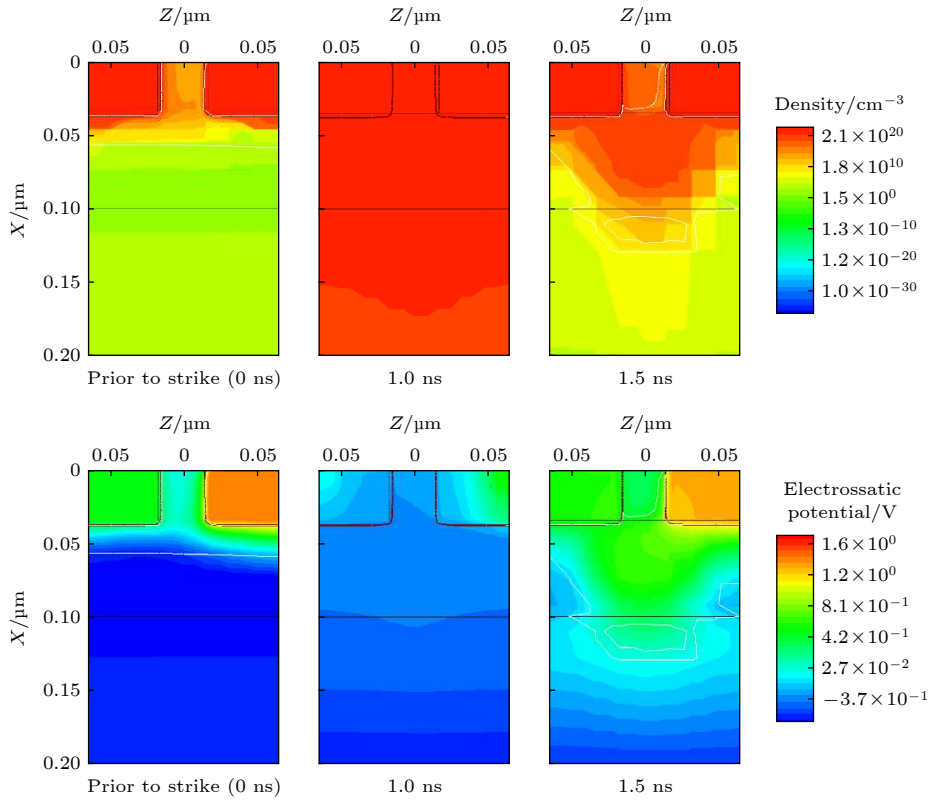 Z/µm Z/µm Z/µm
0.05 0 0.05 0.05 0 0.05 0.05 0 0.05
0
0.05
0.10
0.15
0.20
X/µm
Density/cm⁻³
2.1×10²⁰
1.8×10¹⁰
1.5×10⁰
1.3×10⁻¹⁰
1.2×10⁻²⁰
1.0×10⁻³⁰
Prior to strike (0 ns) 1.0 ns 1.5 ns
Z/µm Z/µm Z/µm
0.05 0 0.05 0.05 0 0.05 0.05 0 0.05
0
0.05
0.10
0.15
0.20
X/µm
Electrossatic
potential/V
1.6×10⁰
1.2×10⁰
8.1×10⁻¹
4.2×10⁻¹
2.7×10⁻²
−3.7×10⁻¹
Prior to strike (0 ns) 1.0 ns 1.5 ns